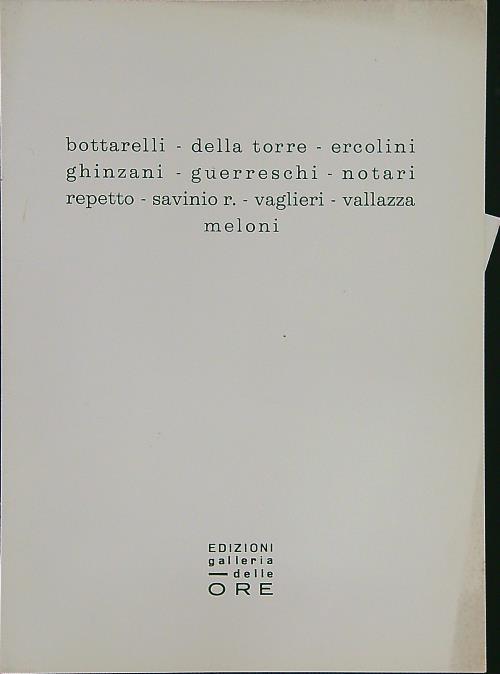 bottarelli - della torre - ercolini
ghinzani - guerreschi - notari
repetto - savinio r. - vaglieri - vallazza
meloni
EDIZIONI
galleria
— delle
ORE